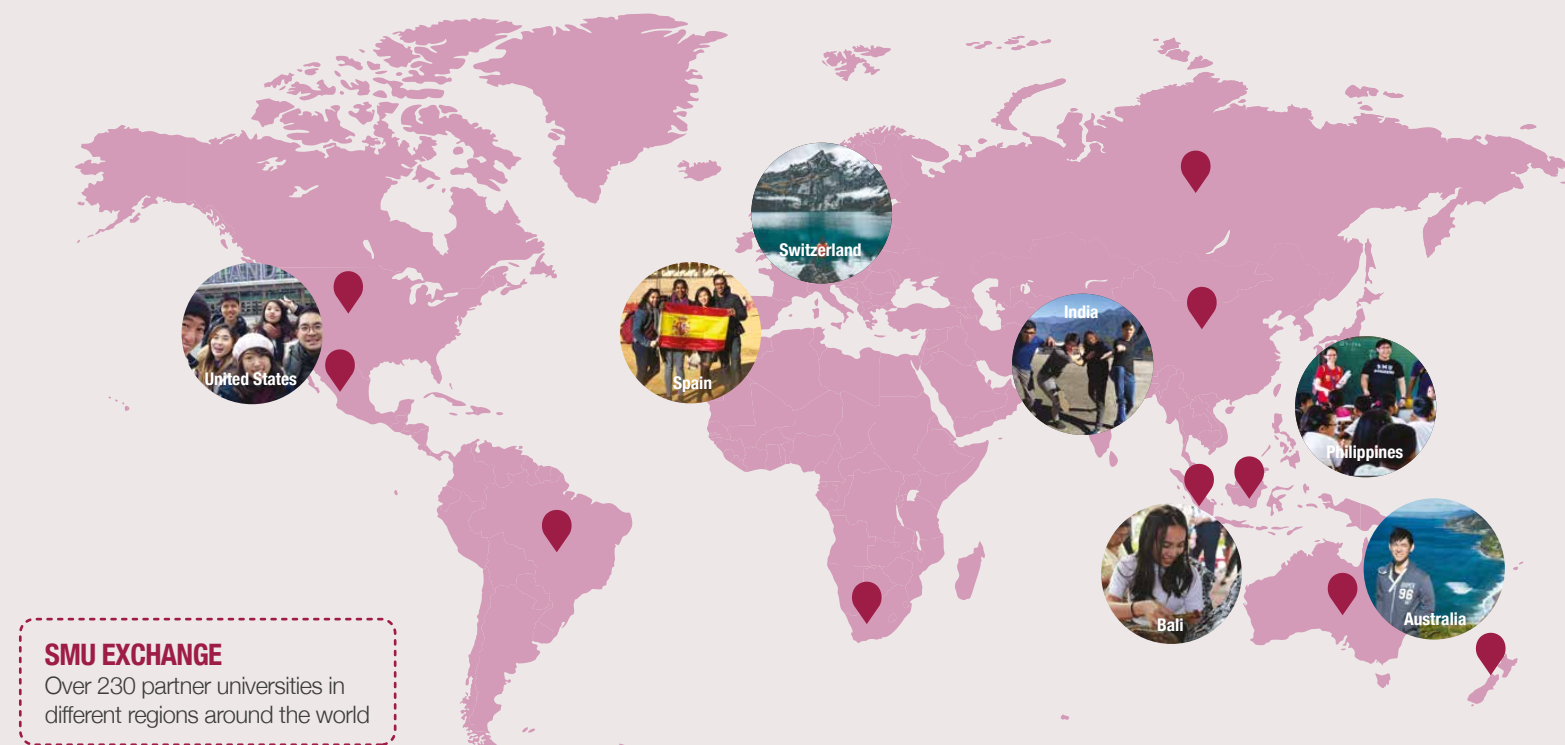 Switzerland
India
United States
Spain
Philippines
Bali
96
Australia
SMU EXCHANGE
Over 230 partner universities in
different regions around the world